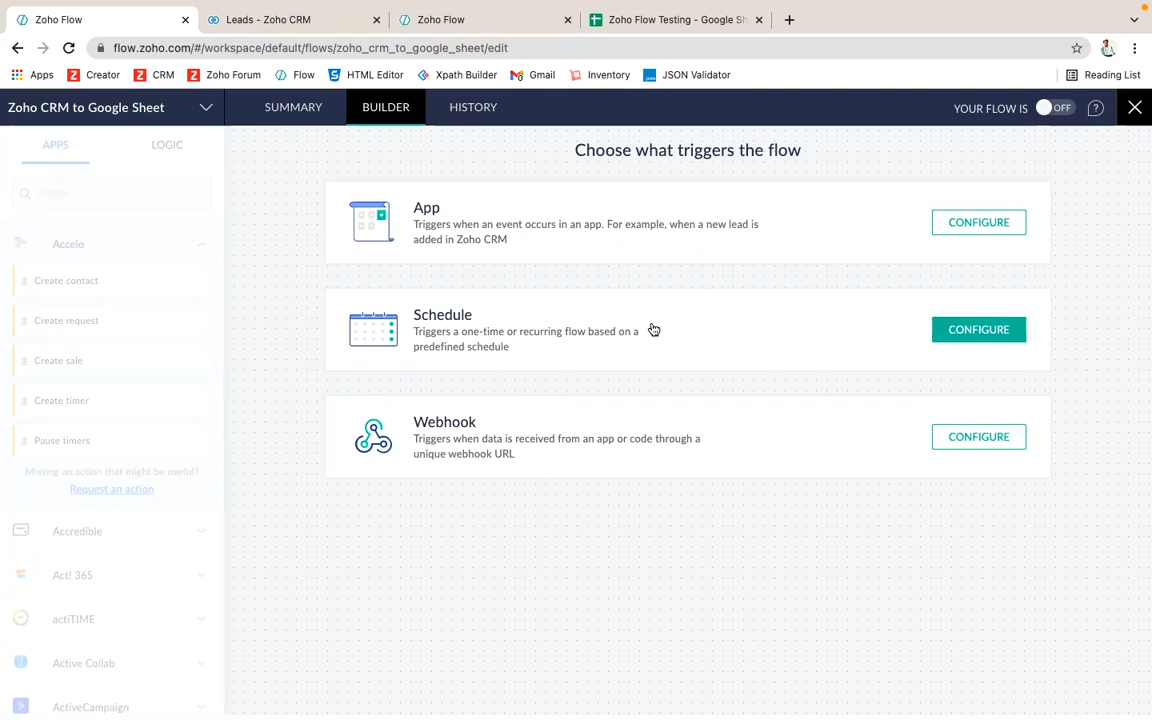 Zoho Flow
Leads - Zoho CRM
Zoho Flow
Zoho Flow Testing - Google Sh
flow.zoho.com/#/workspace/default/flows/zoho_crm_to_google_sheet/edit
Apps
Creator
CRM
Zoho Forum
Flow
HTML Editor
Xpath Builder
Gmail
Inventory
JSON Validator
Reading List
Zoho CRM to Google Sheet
SUMMARY
BUILDER
HISTORY
YOUR FLOW IS
OFF
APPS
LOGIC
Search
Accelo
Create contact
Create request
Create sale
Create timer
Pause timers
Missing an action that might be useful?
Request an action
Accredible
Act! 365
actiTIME
Active Collab
ActiveCampaign
Choose what triggers the flow
App
Triggers when an event occurs in an app. For example, when a new lead is
added in Zoho CRM
CONFIGURE
Schedule
Triggers a one-time or recurring flow based on a
predefined schedule
CONFIGURE
Webhook
Triggers when data is received from an app or code through a
unique webhook URL
CONFIGURE